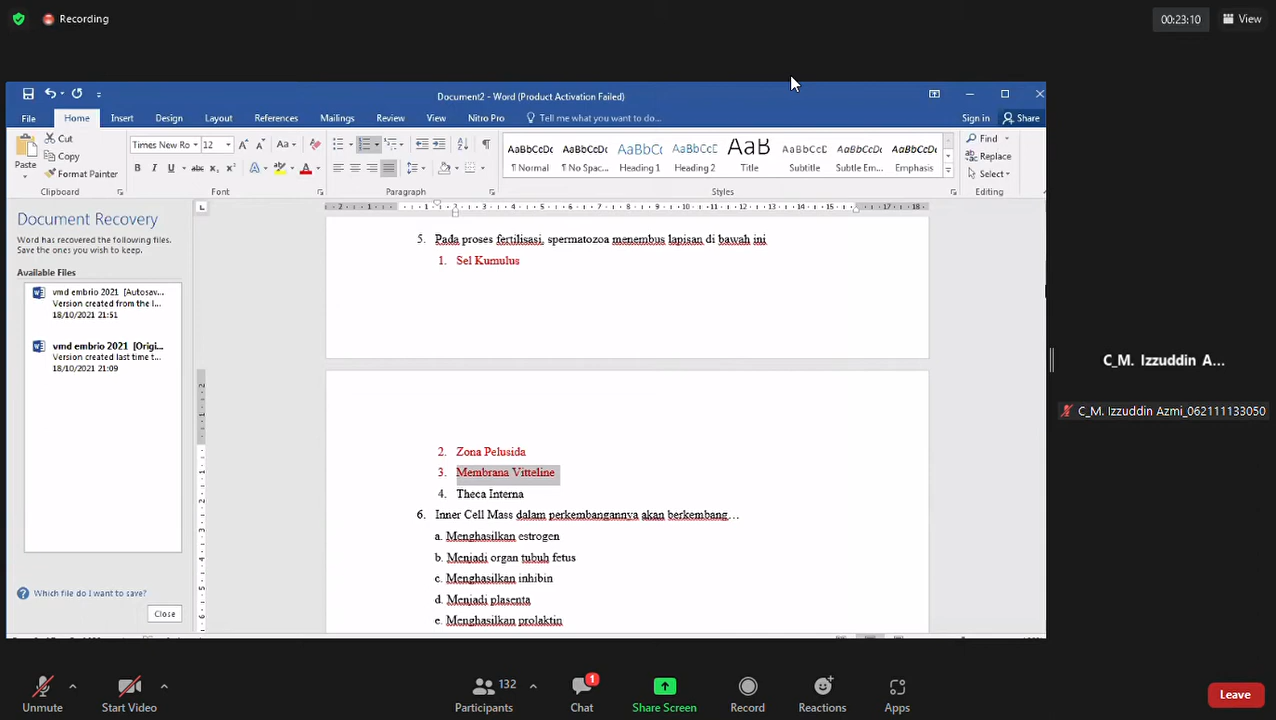 Recording
00:23:10
View
Document2 - Word (Product Activation Failed)
File Home Insert Design Layout References Mailings Review View Nitro Pro Tell me what you want to do... Sign in Share
Paste
Cut
Copy
Format Painter
Clipboard
Times New Ro 12
B I U abc
Font
Paragraph
AaBbCcDc AaBbCcDc AaBbCc AaBbCcD AaB AaBbCcD AaBbCcDc AaBbCcDc
¶ Normal ¶ No Spac... Heading 1 Heading 2 Title Subtitle Subtle Em... Emphasis
Styles
Find
Replace
Select
Editing
Document Recovery
Word has recovered the following files.
Save the ones you wish to keep.
Available Files
vmd embrio 2021 [Autosav...
Version created from the l...
18/10/2021 21:51
vmd embrio 2021 [Origi...
Version created last time t...
18/10/2021 21:09
Which file do I want to save?
Close
5. Pada proses fertilisasi, spermatozoa menembus lapisan di bawah ini
1. Sel Kumulus
2. Zona Pelusida
3. Membrana Vitteline
4. Theca Interna
6. Inner Cell Mass dalam perkembangannya akan berkembang…
a. Menghasilkan estrogen
b. Menjadi organ tubuh fetus
c. Menghasilkan inhibin
d. Menjadi plasenta
e. Menghasilkan prolaktin
C_M. Izzuddin A...
C_M. Izzuddin Azmi_062111133050
Unmute
Start Video
132
Participants
1
Chat
Share Screen
Record
Reactions
Apps
Leave